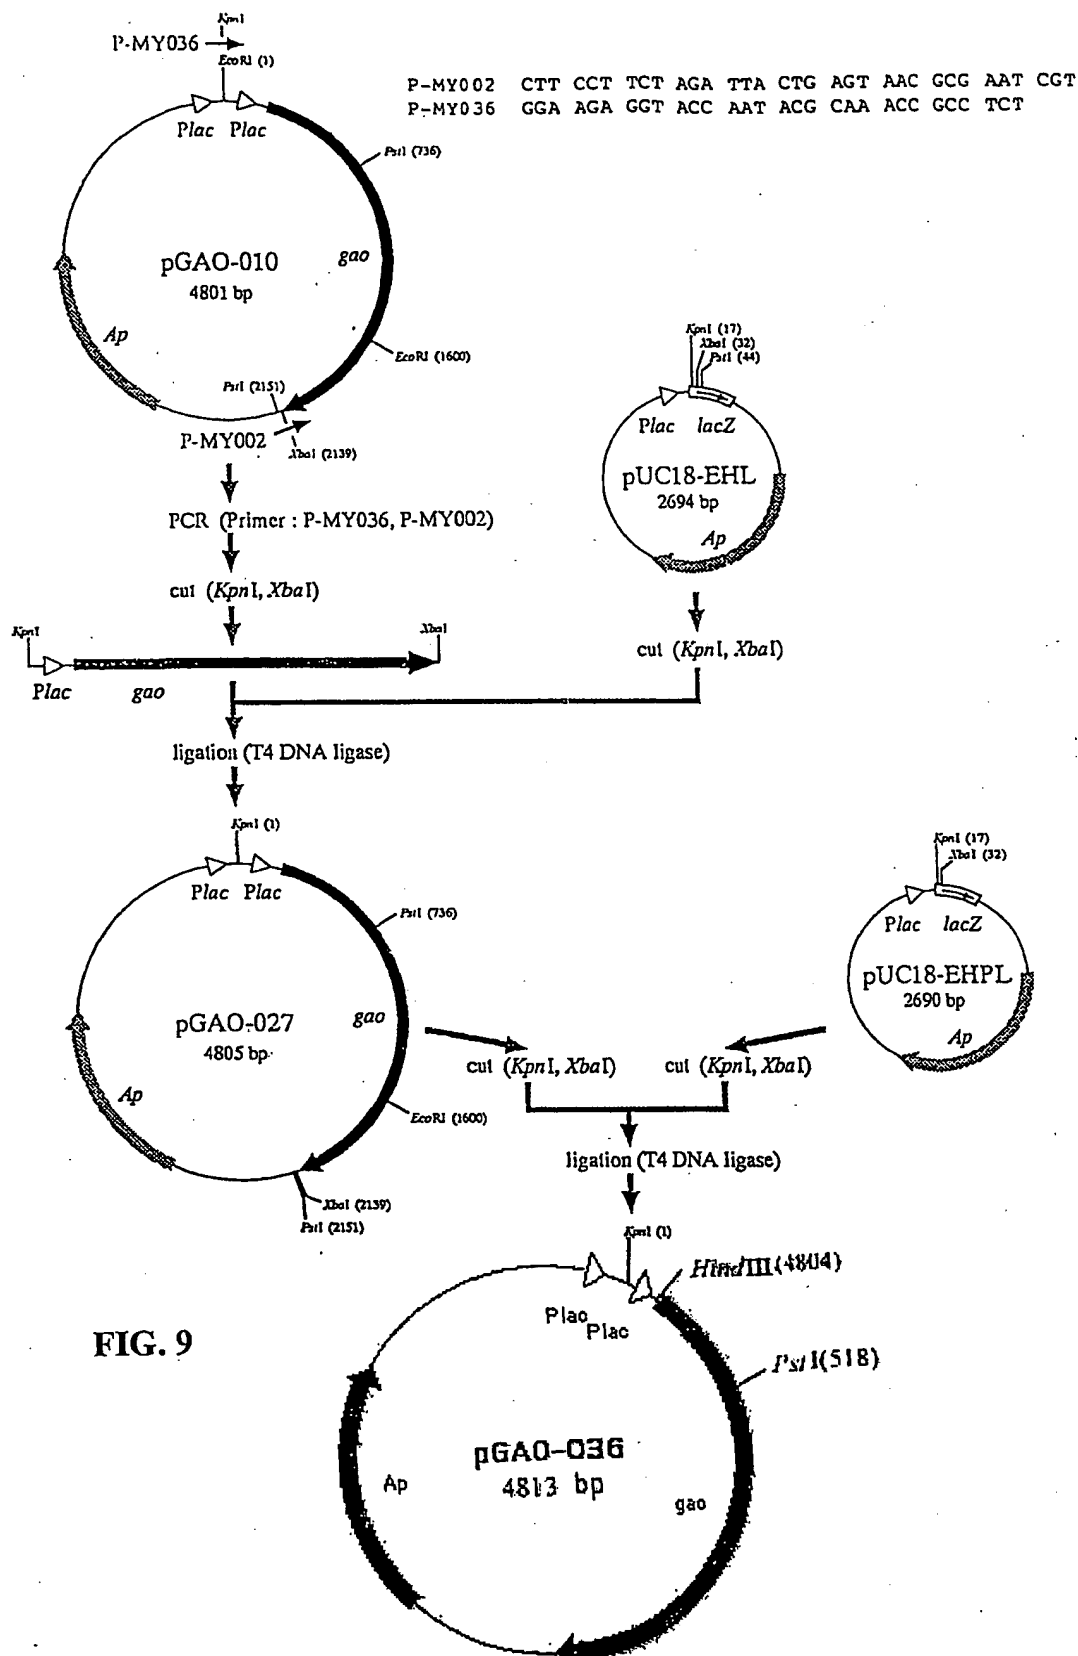 KpnI
P-MY036
EcoRI (1)
P-MY002 CTT CCT TCT AGA TTA CTG AGT AAC GCG AAT CGT
P-MY036 GGA AGA GGT ACC AAT ACG CAA ACC GCC TCT
Plac Plac
PstI (736)
pGAO-010
4801 bp
gao
Ap
EcoRI (1600)
PstI (2151)
P-MY002
XbaI (2139)
KpnI (17)
XbaI (32)
PstI (44)
Plac lacZ
pUC18-EHL
2694 bp
Ap
PCR (Primer : P-MY036, P-MY002)
cut (KpnI, XbaI)
KpnI
XbaI
Plac gao
cut (KpnI, XbaI)
ligation (T4 DNA ligase)
KpnI (1)
Plac Plac
PstI (736)
pGAO-027
4805 bp
gao
Ap
EcoRI (1600)
XbaI (2139)
PstI (2151)
KpnI (17)
XbaI (32)
Plac lacZ
pUC18-EHPL
2690 bp
Ap
cut (KpnI, XbaI) cut (KpnI, XbaI)
ligation (T4 DNA ligase)
KpnI (1)
HindIII(4804)
Plac
Plac
PstI(518)
FIG. 9
pGAO-036
4813 bp
Ap
gao